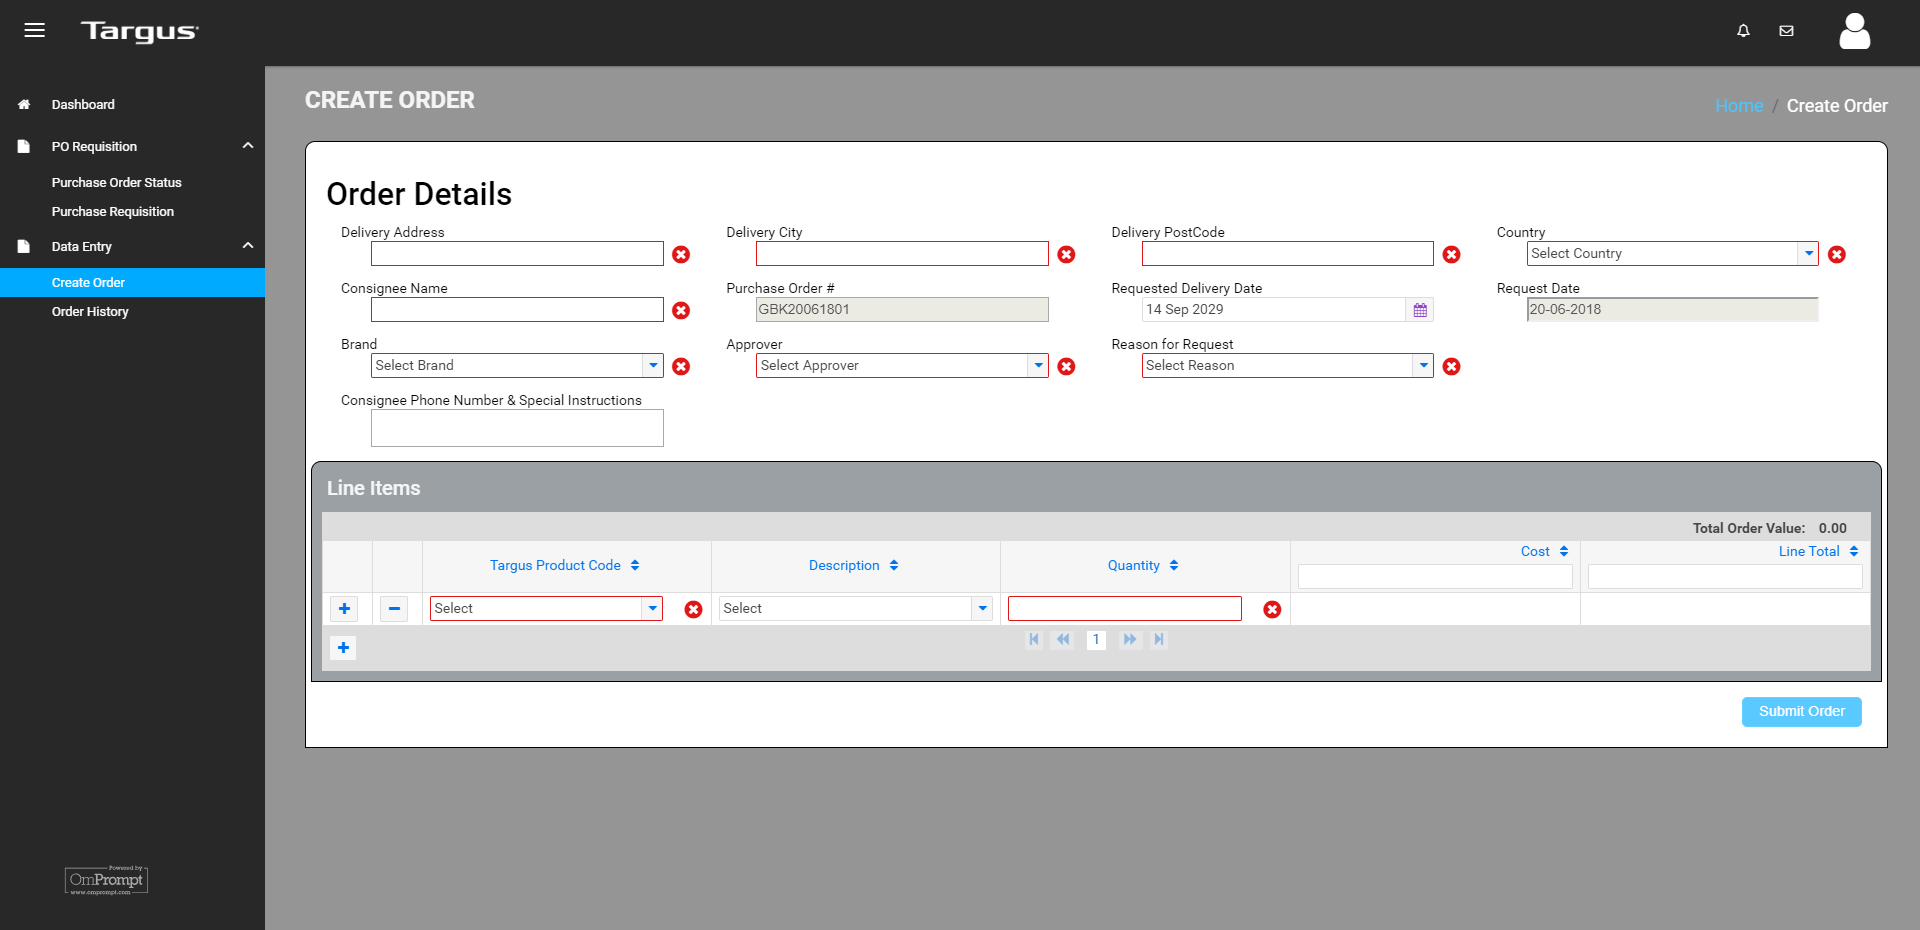 Targus
Dashboard
PO Requisition
Purchase Order Status
Purchase Requisition
Data Entry
Create Order
Order History
Powered by
OmPrompt
www.omprompt.com
CREATE ORDER
Home / Create Order
Order Details
Delivery Address
Delivery City
Delivery PostCode
Country
Select Country
Consignee Name
Purchase Order #
GBK20061801
Requested Delivery Date
14 Sep 2029
Request Date
20-06-2018
Brand
Select Brand
Approver
Select Approver
Reason for Request
Select Reason
Consignee Phone Number & Special Instructions
Line Items
Total Order Value: 0.00
Targus Product Code
Description
Quantity
Cost
Line Total
Select
Select
1
Submit Order